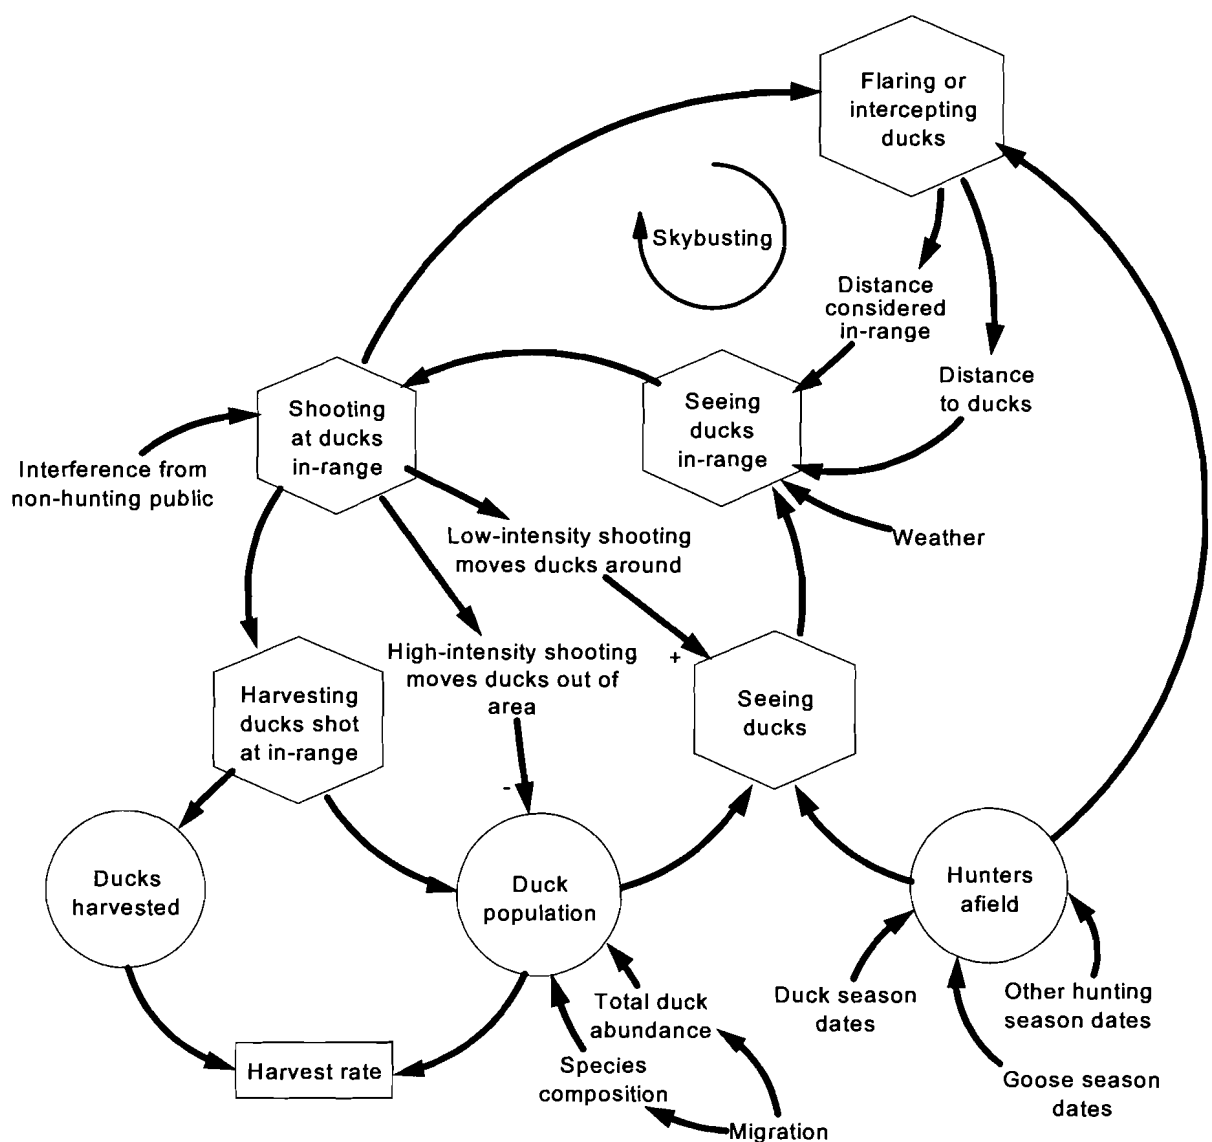 Flaring or
intercepting
ducks
Skybusting
Distance
considered
in-range
Distance
to ducks
Shooting
at ducks
in-range
Seeing
ducks
in-range
Interference from
non-hunting public
Low-intensity shooting
moves ducks around
Weather
+
High-intensity shooting
moves ducks out of
area
-
Harvesting
ducks shot
at in-range
Seeing
ducks
Ducks
harvested
Duck
population
Hunters
afield
Duck season
dates
Other hunting
season dates
Total duck
abundance
Goose season
dates
Species
composition
Harvest rate
Migration